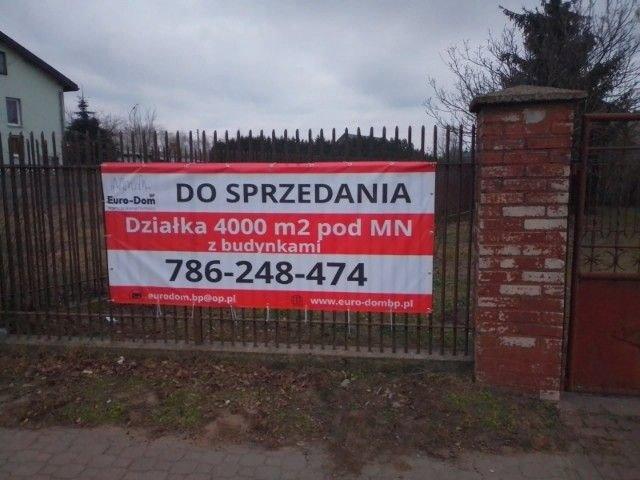 Euro-Dom
DO SPRZEDANIA
Działka 4000 m2 pod MN
z budynkami
786-248-474
eurodom.bp@op.pl
www.euro-dombp.pl